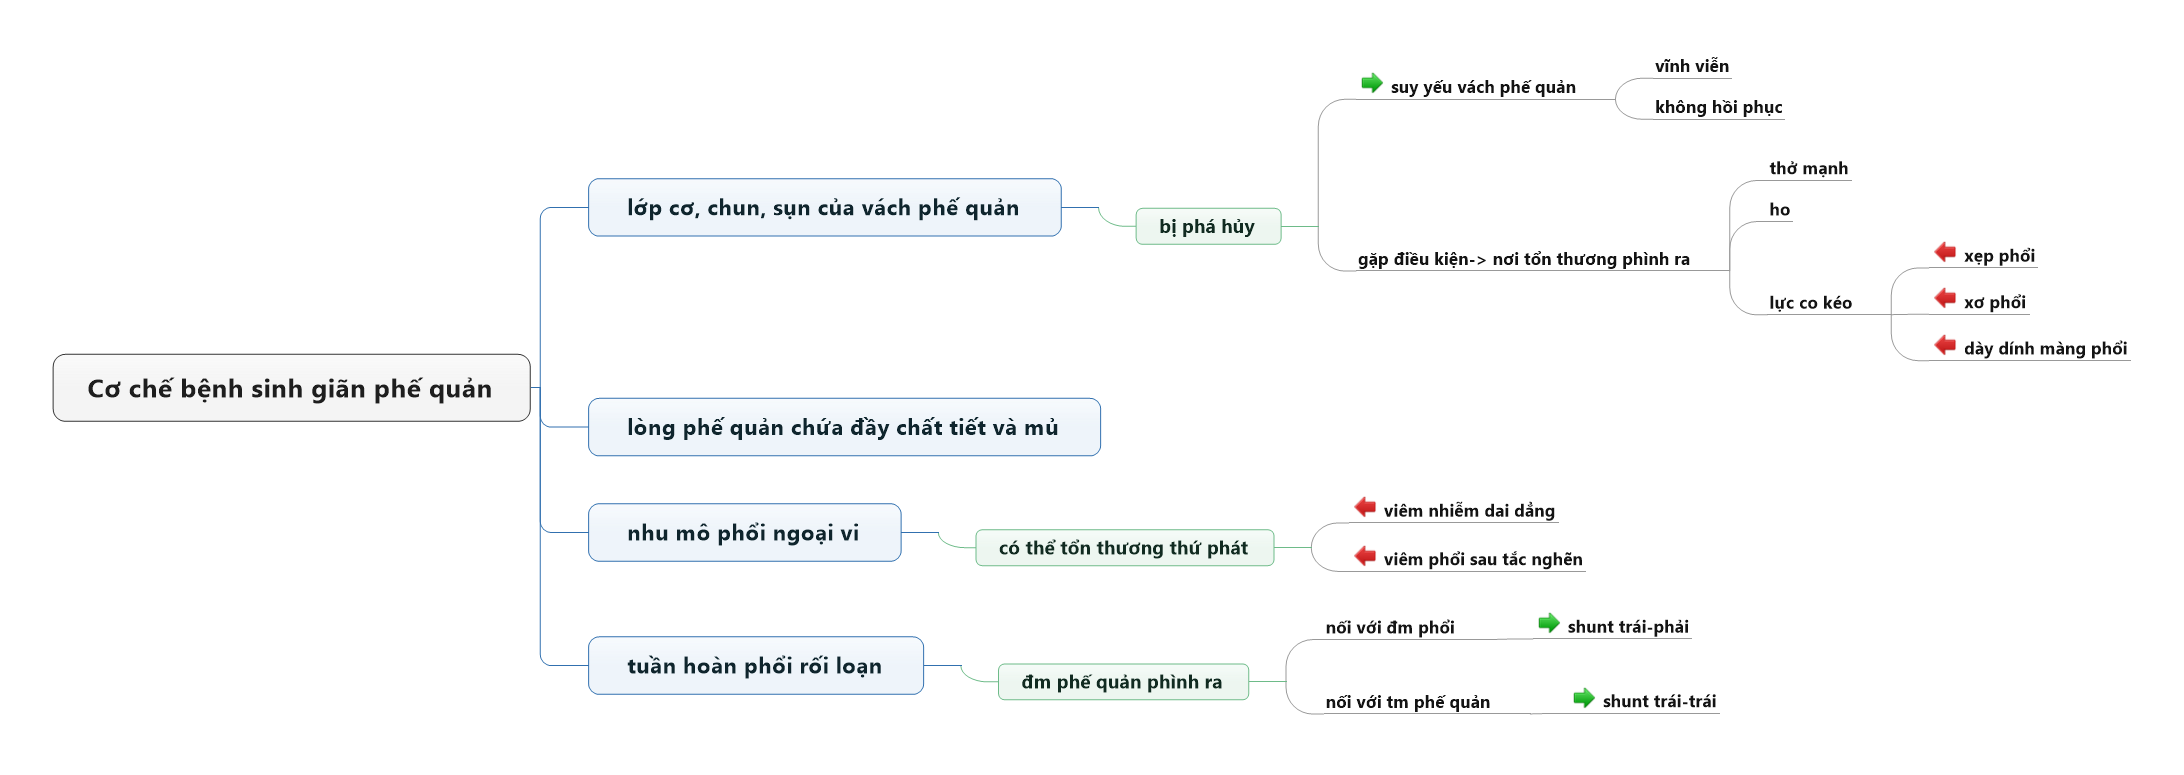 Cơ chế bệnh sinh giãn phế quản
lớp cơ, chun, sụn của vách phế quản
bị phá hủy
suy yếu vách phế quản
vĩnh viễn
không hồi phục
gặp điều kiện-> nơi tổn thương phình ra
thở mạnh
ho
lực co kéo
xẹp phổi
xơ phổi
dày dính màng phổi
lòng phế quản chứa đầy chất tiết và mủ
nhu mô phổi ngoại vi
có thể tổn thương thứ phát
viêm nhiễm dai dẳng
viêm phổi sau tắc nghẽn
tuần hoàn phổi rối loạn
đm phế quản phình ra
nối với đm phổi
shunt trái-phải
nối với tm phế quản
shunt trái-trái